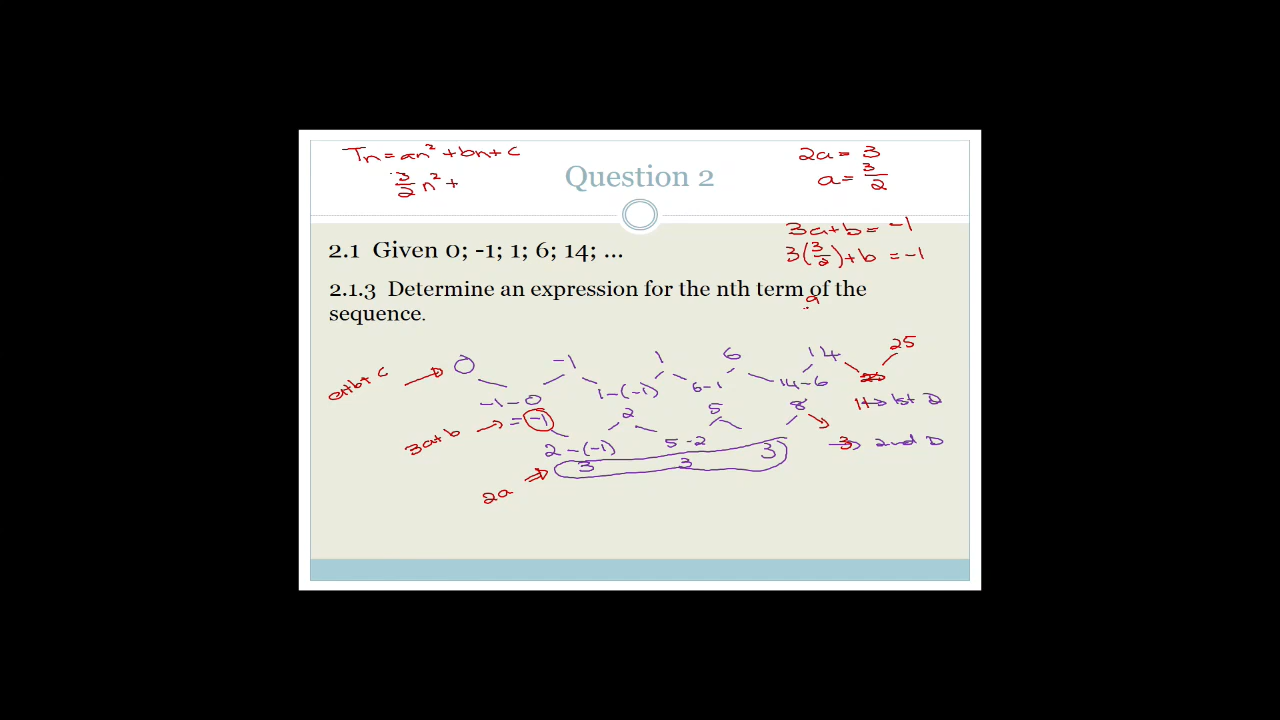 Tn = an² + bn + c
3/2 n² +
Question 2
2a = 3
a = 3/2
3a + b = -1
3(3/2) + b = -1
2.1 Given 0; -1; 1; 6; 14; ...
2.1.3 Determine an expression for the nth term of the
sequence.
9
a+b+c → 0 -1 1 6 14 25
-1 - 0 1 - (-1) 6 - 1 14 - 6
3a + b → = -1 2 5 8 11 → 1st D
2 - (-1) 5 - 2 3 → 2nd D
2a ⇒ 3 3 3